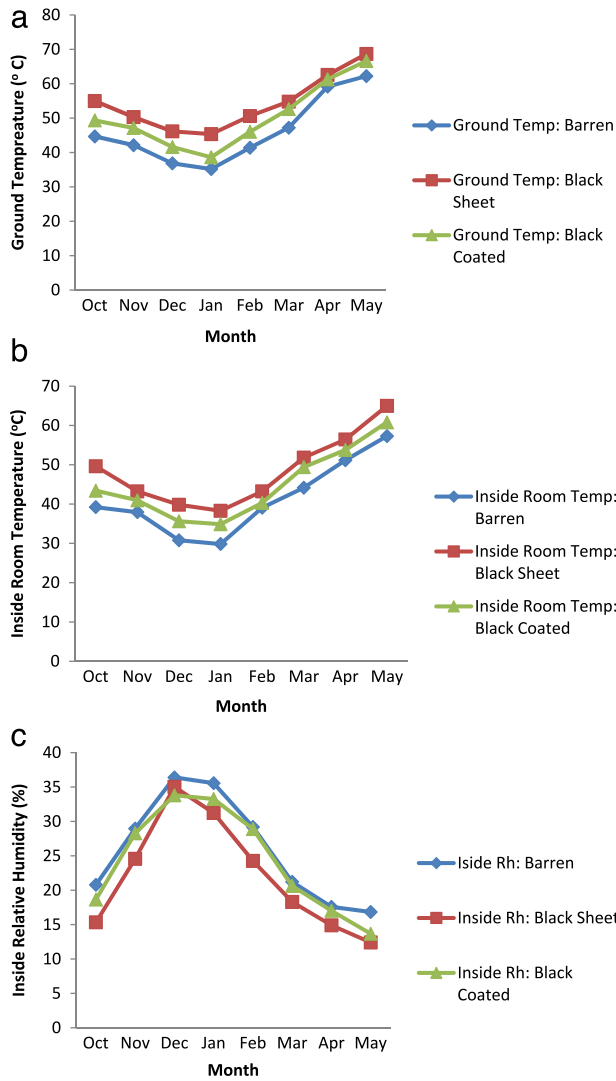 a
80
70
60
50
40
30
20
10
0
Ground Tempreature (º C)
Oct Nov Dec Jan Feb Mar Apr May
Month
Ground Temp: Barren
Ground Temp: Black
Sheet
Ground Temp: Black
Coated
b
70
60
50
40
30
20
10
0
Inside Room Temperature (ºC)
Oct Nov Dec Jan Feb Mar Apr May
Month
Inside Room Temp:
Barren
Inside Room Temp:
Black Sheet
Inside Room Temp:
Black Coated
c
40
35
30
25
20
15
10
5
0
Inside Relative Humidity (%)
Oct Nov Dec Jan Feb Mar Apr May
Month
Iside Rh: Barren
Inside Rh: Black Sheet
Inside Rh: Black
Coated